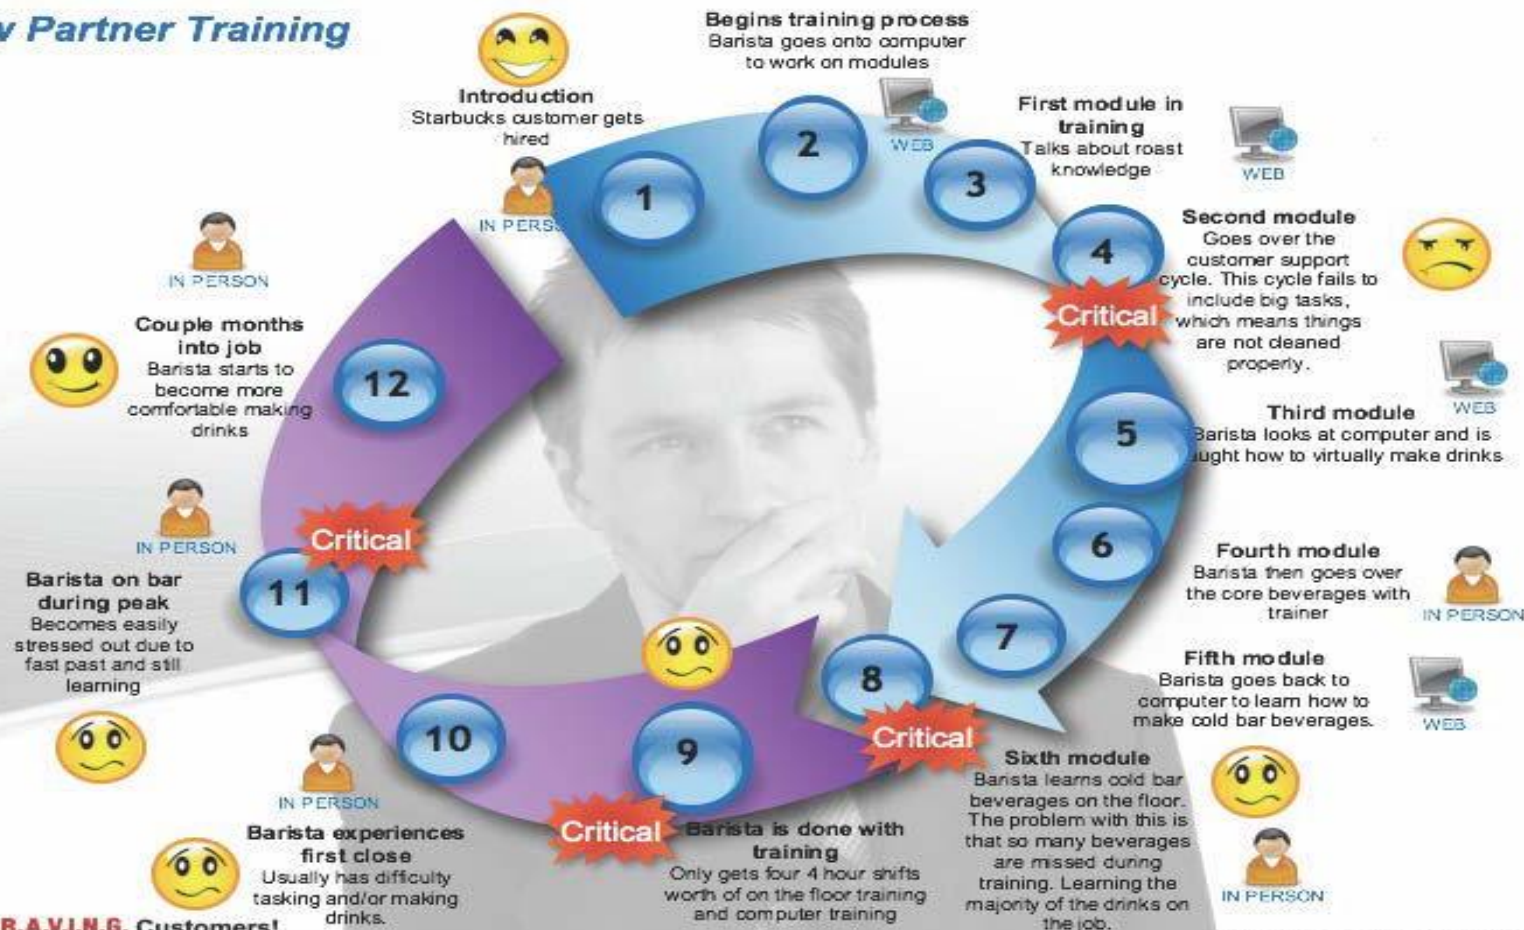 Partner Training
Introduction
Starbucks customer gets
hired
IN PERS
1
Begins training process
Barista goes onto computer
to work on modules
WEB
2
First module in
training
Talks about roast
knowledge
WEB
3
Second module
Goes over the
customer support
cycle. This cycle fails to
include big tasks,
which means things
are not cleaned
properly.
WEB
4
Critical
Third module
Barista looks at computer and is
ught how to virtually make drinks
5
Fourth module
Barista then goes over
the core beverages with
trainer
IN PERSON
6
Fifth module
Barista goes back to
computer to learn how to
make cold bar beverages.
WEB
7
Sixth module
Barista learns cold bar
beverages on the floor.
The problem with this is
that so many beverages
are missed during
training. Learning the
majority of the drinks on
the job.
IN PERSON
8
Critical
Barista is done with
training
Only gets four 4 hour shifts
worth of on the floor training
and computer training
9
Critical
Barista experiences
first close
Usually has difficulty
tasking and/or making
drinks.
IN PERSON
10
Barista on bar
during peak
Becomes easily
stressed out due to
fast past and still
learning
IN PERSON
11
Critical
Couple months
into job
Barista starts to
become more
comfortable making
drinks
IN PERSON
12
R.A.V.I.N.G. Customers!